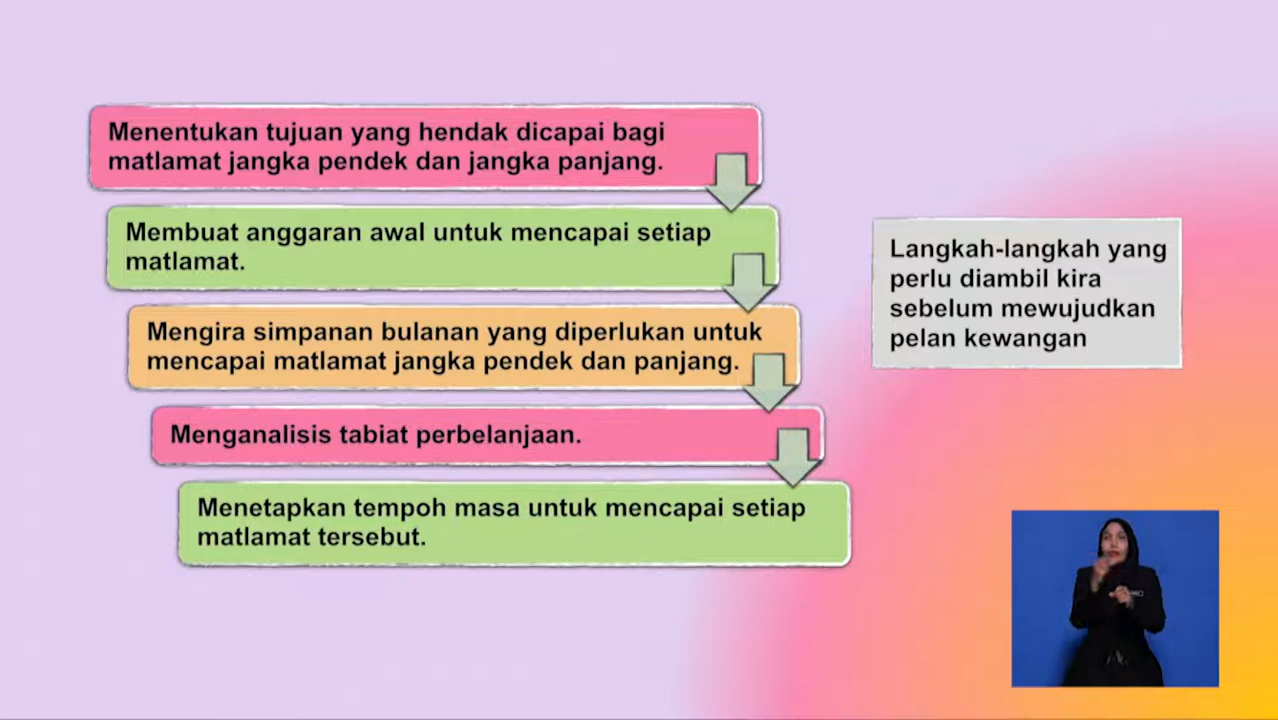 Menentukan tujuan yang hendak dicapai bagi
matlamat jangka pendek dan jangka panjang.
Membuat anggaran awal untuk mencapai setiap
matlamat.
Mengira simpanan bulanan yang diperlukan untuk
mencapai matlamat jangka pendek dan panjang.
Menganalisis tabiat perbelanjaan.
Menetapkan tempoh masa untuk mencapai setiap
matlamat tersebut.
Langkah-langkah yang
perlu diambil kira
sebelum mewujudkan
pelan kewangan